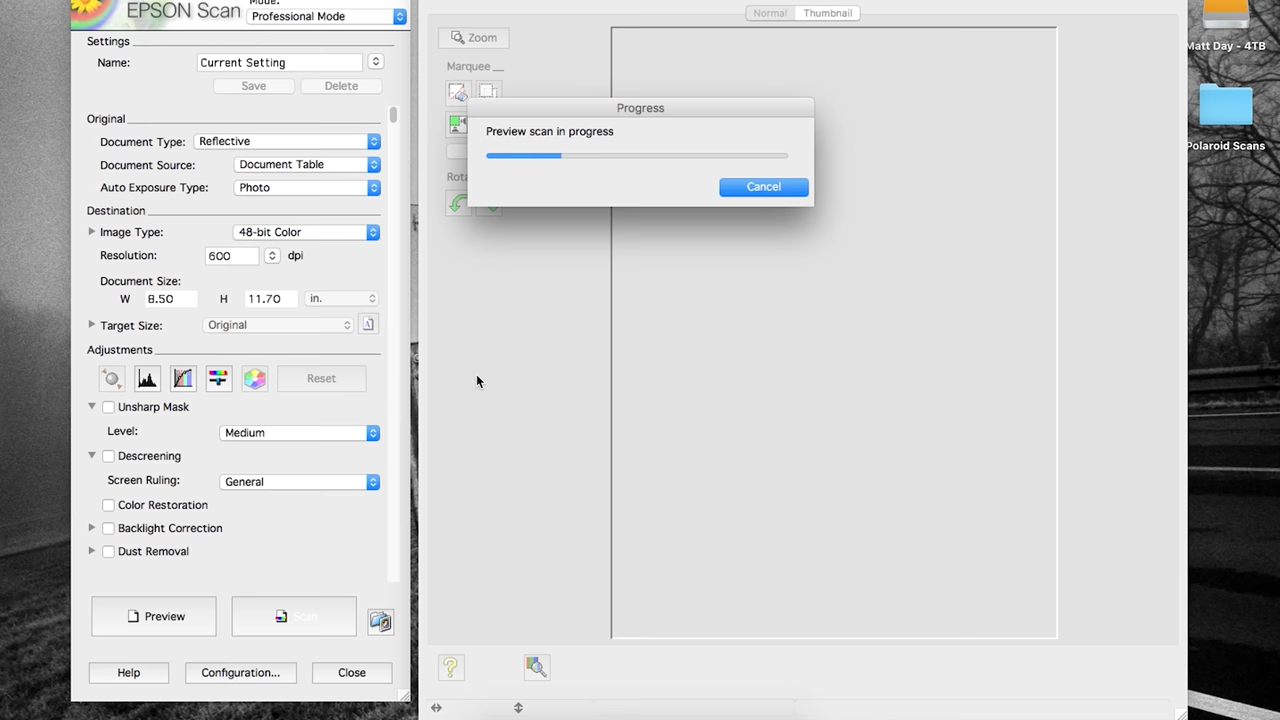 EPSON Scan
Mode:
Professional Mode
Settings
Name: Current Setting
Save Delete
Original
Document Type: Reflective
Document Source: Document Table
Auto Exposure Type: Photo
Destination
Image Type: 48-bit Color
Resolution: 600 dpi
Document Size:
W 8.50 H 11.70 in.
Target Size: Original
Adjustments
Reset
Unsharp Mask
Level: Medium
Descreening
Screen Ruling: General
Color Restoration
Backlight Correction
Dust Removal
Preview Scan
Help Configuration... Close
Normal Thumbnail
Zoom
Marquee
Progress
Preview scan in progress
Cancel
Matt Day - 4TB
Polaroid Scans